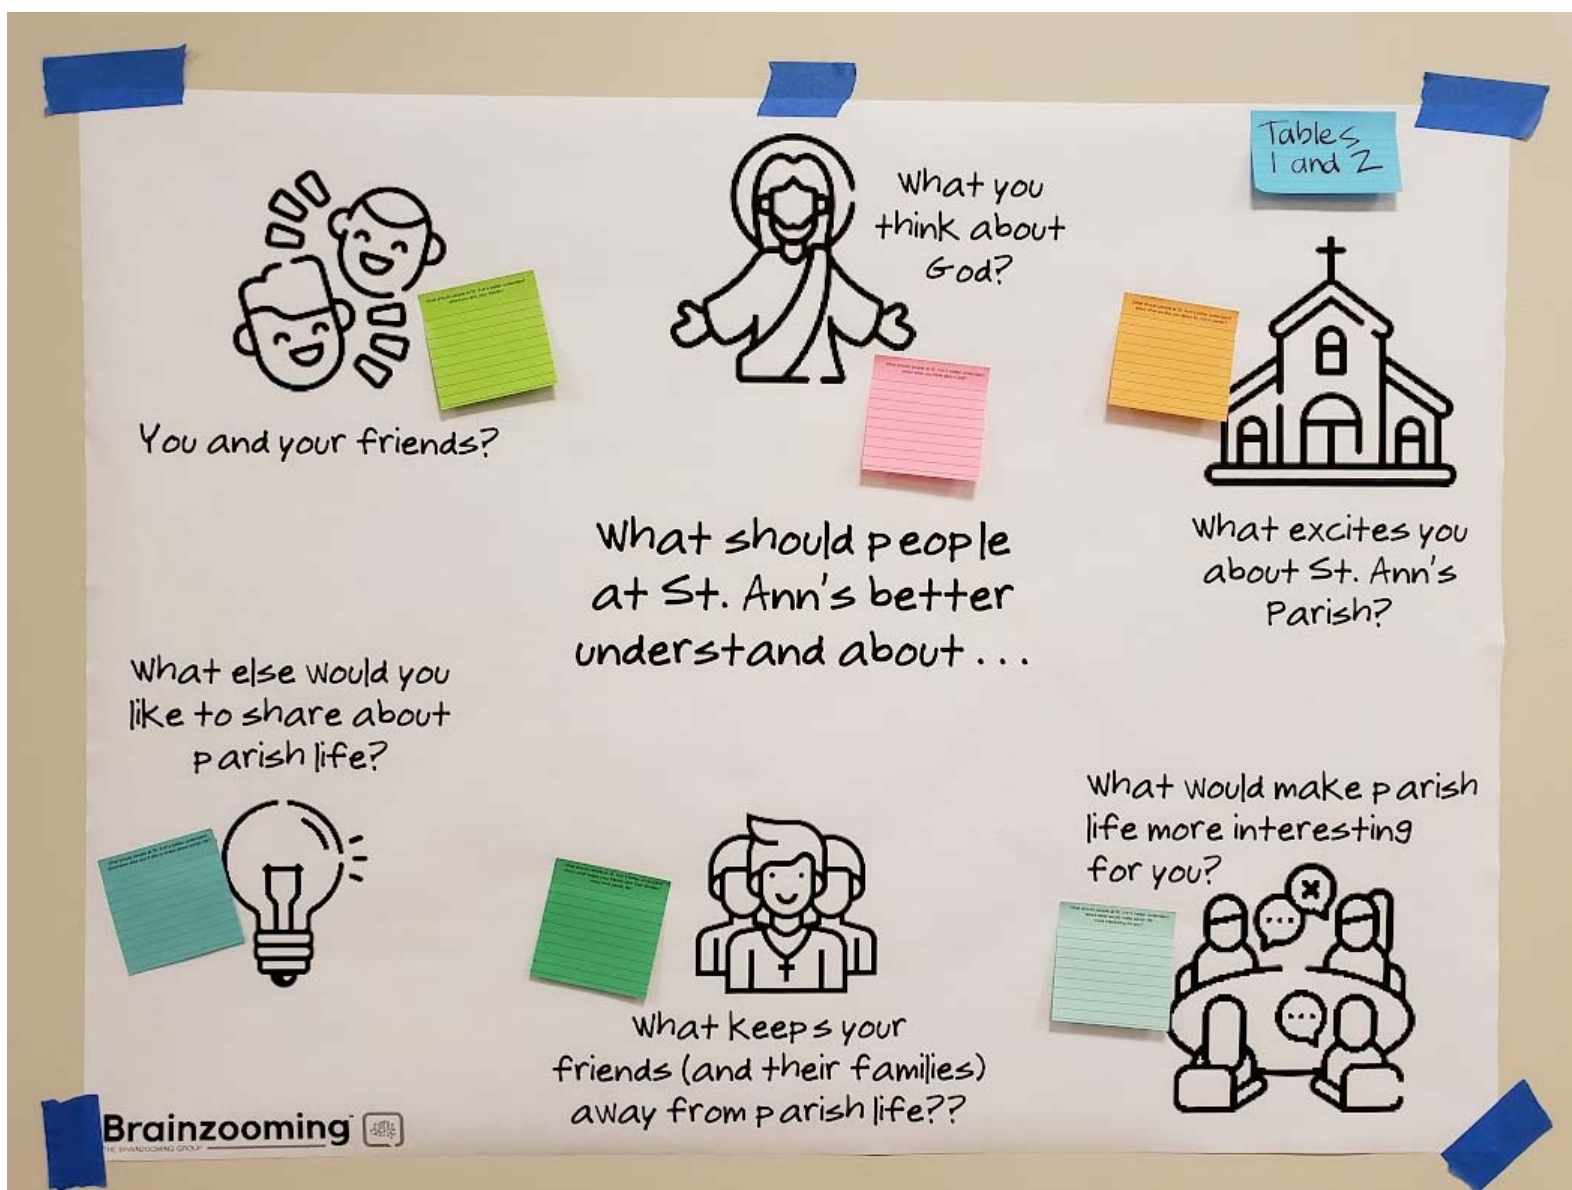 Tables
1 and 2
What you
think about
God?
You and your friends?
What excites you
about St. Ann's
Parish?
What should people
at St. Ann's better
understand about ...
What else would you
like to share about
parish life?
What would make parish
life more interesting
for you?
What keeps your
friends (and their families)
away from parish life??
Brainzooming
THE BRAINZOOMING GROUP